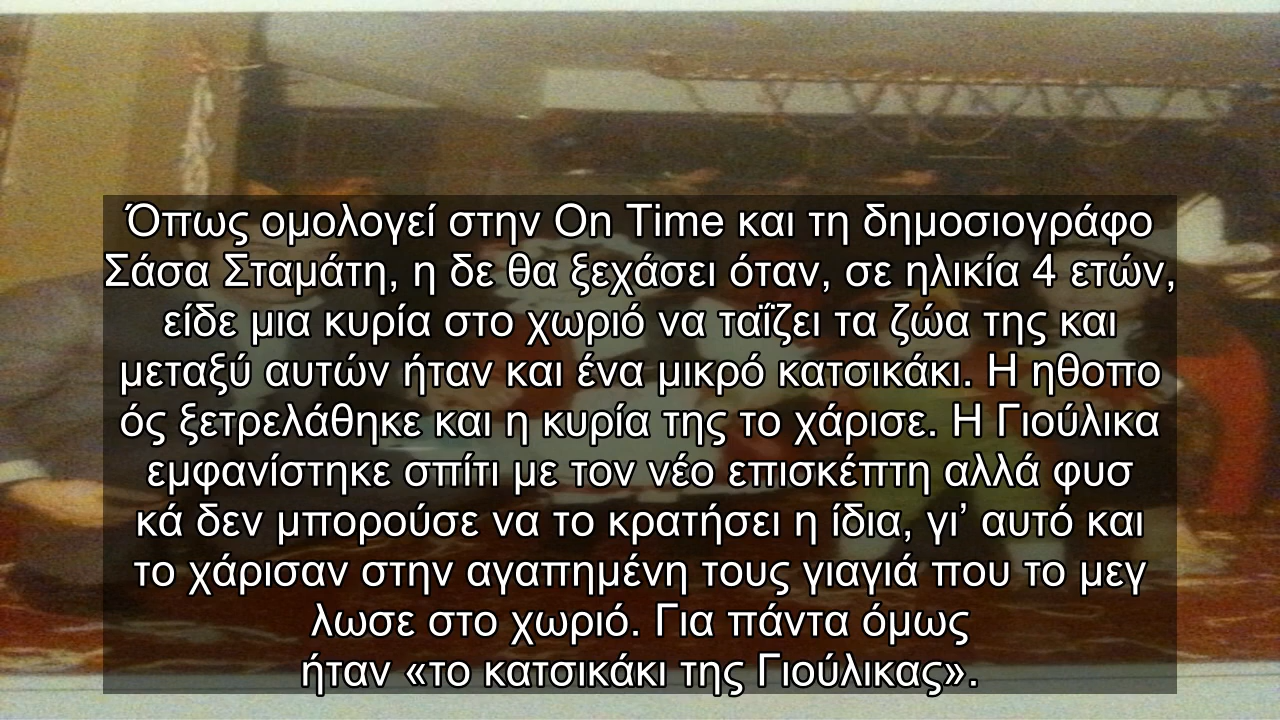 Όπως ομολογεί στην On Time και τη δημοσιογράφο
Σάσα Σταμάτη, η δε θα ξεχάσει όταν, σε ηλικία 4 ετών,
είδε μια κυρία στο χωριό να ταΐζει τα ζώα της και
μεταξύ αυτών ήταν και ένα μικρό κατσικάκι. Η ηθοπο
ός ξετρελάθηκε και η κυρία της το χάρισε. Η Γιούλικα
εμφανίστηκε σπίτι με τον νέο επισκέπτη αλλά φυσ
κά δεν μπορούσε να το κρατήσει η ίδια, γι’ αυτό και
το χάρισαν στην αγαπημένη τους γιαγιά που το μεγ
λωσε στο χωριό. Για πάντα όμως
ήταν «το κατσικάκι της Γιούλικας».